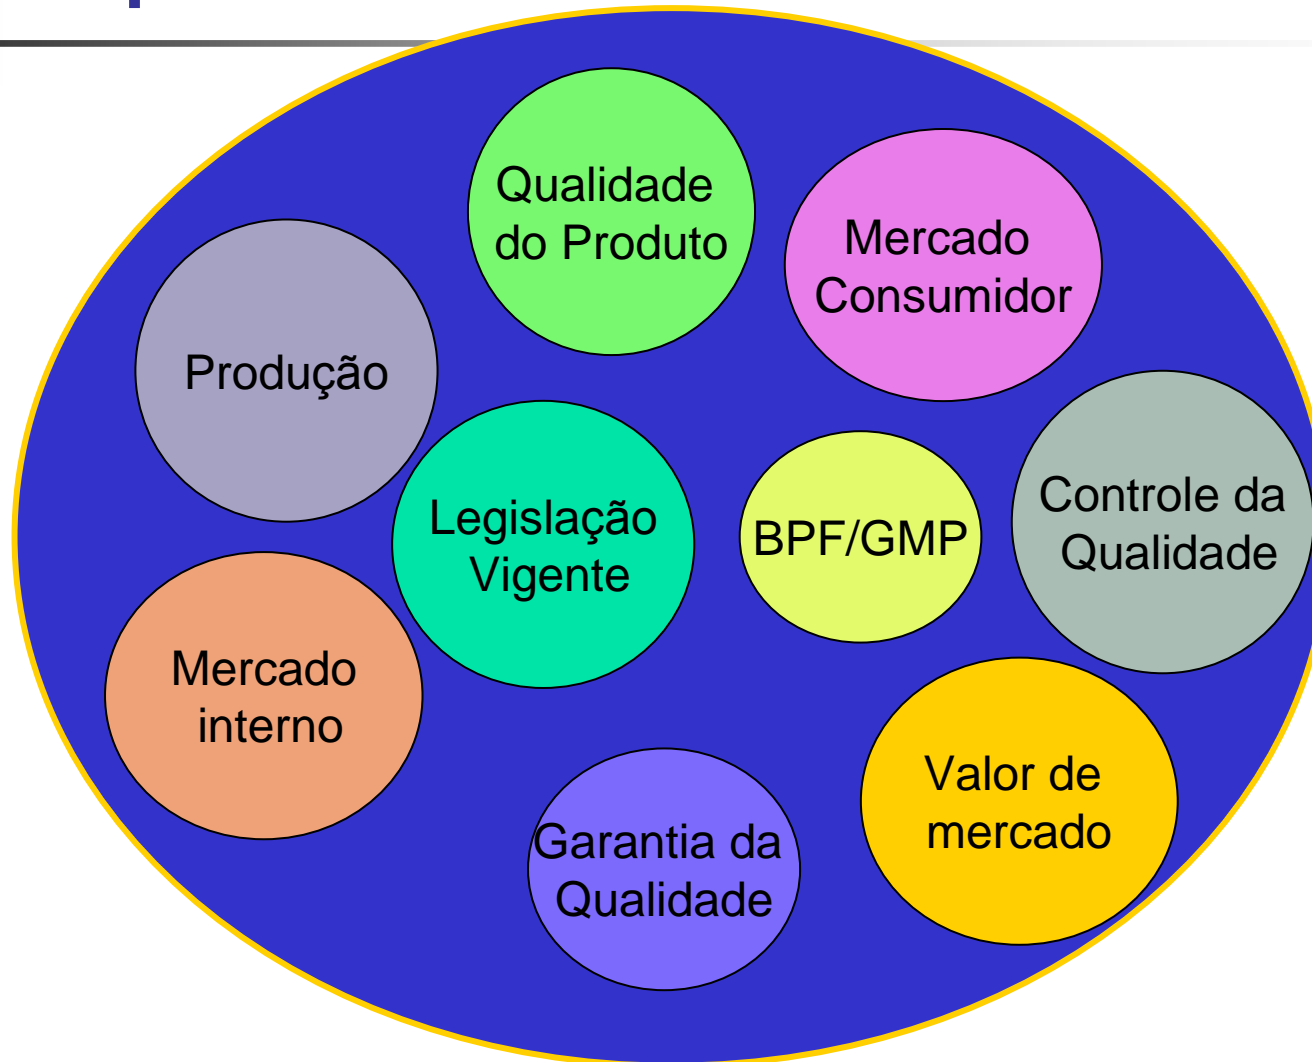 Qualidade
do Produto
Mercado
Consumidor
Produção
Legislação
Vigente
BPF/GMP
Controle da
Qualidade
Mercado
interno
Valor de
mercado
Garantia da
Qualidade